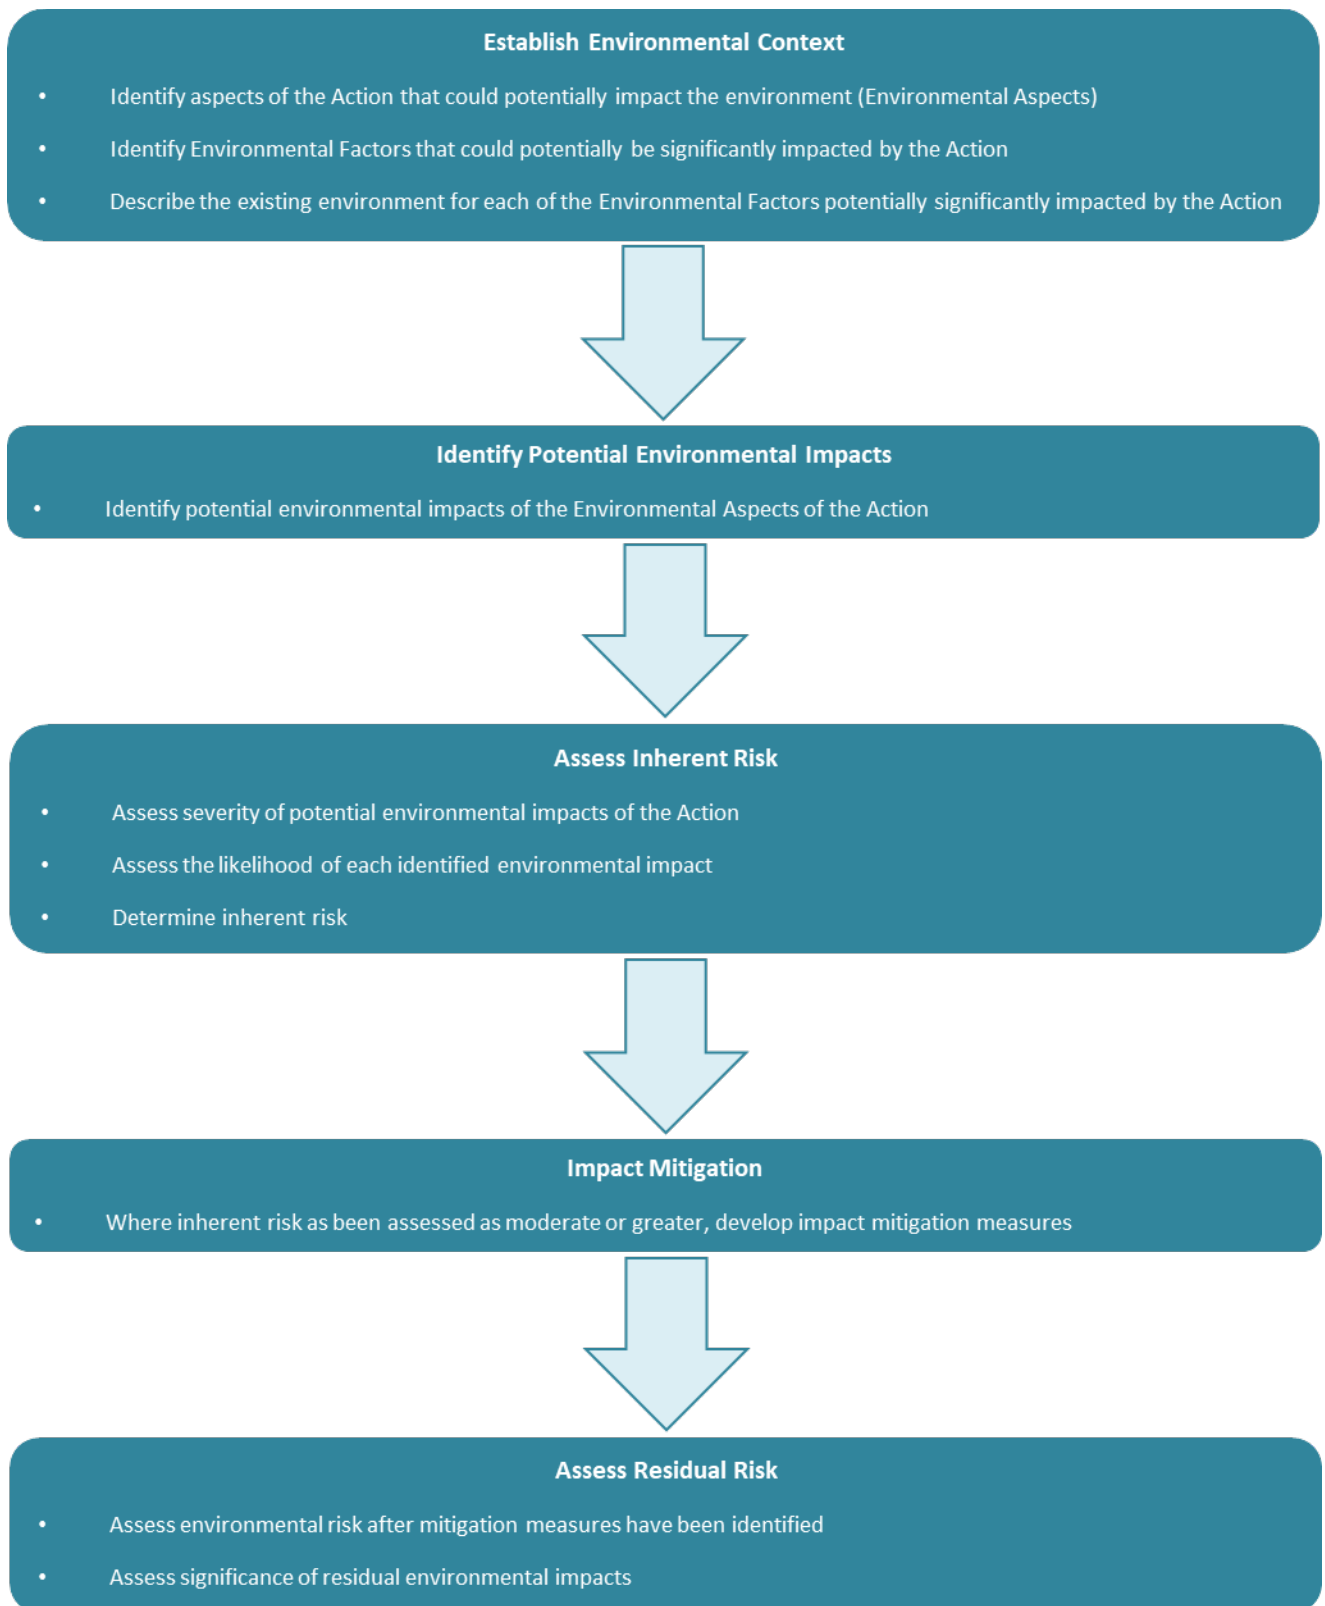 Establish Environmental Context
• Identify aspects of the Action that could potentially impact the environment (Environmental Aspects)
• Identify Environmental Factors that could potentially be significantly impacted by the Action
• Describe the existing environment for each of the Environmental Factors potentially significantly impacted by the Action
Identify Potential Environmental Impacts
• Identify potential environmental impacts of the Environmental Aspects of the Action
Assess Inherent Risk
• Assess severity of potential environmental impacts of the Action
• Assess the likelihood of each identified environmental impact
• Determine inherent risk
Impact Mitigation
• Where inherent risk as been assessed as moderate or greater, develop impact mitigation measures
Assess Residual Risk
• Assess environmental risk after mitigation measures have been identified
• Assess significance of residual environmental impacts